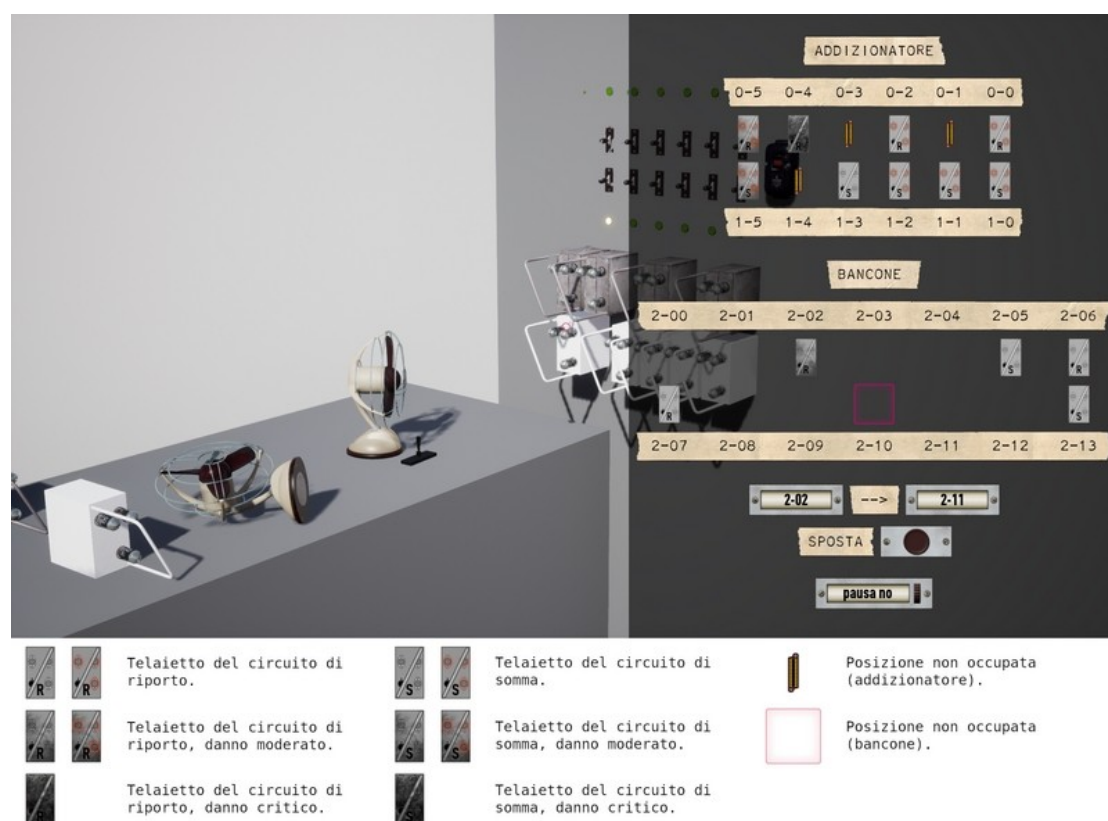 ADDIZIONATORE
0-5 0-4 0-3 0-2 0-1 0-0
R R R R
S S S S S
1-5 1-4 1-3 1-2 1-1 1-0
BANCONE
2-00 2-01 2-02 2-03 2-04 2-05 2-06
R S R
R S
2-07 2-08 2-09 2-10 2-11 2-12 2-13
2-02 --> 2-11
SPOSTA
pausa no
R R Telaietto del circuito di
riporto.
S S Telaietto del circuito di
somma.
Posizione non occupata
(addizionatore).
R R Telaietto del circuito di
riporto, danno moderato.
S S Telaietto del circuito di
somma, danno moderato.
Posizione non occupata
(bancone).
Telaietto del circuito di
riporto, danno critico.
Telaietto del circuito di
somma, danno critico.